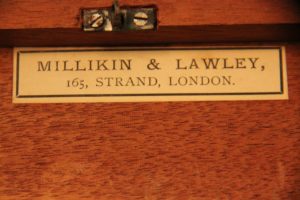 MILLIKIN & LAWLEY,
165, STRAND, LONDON.